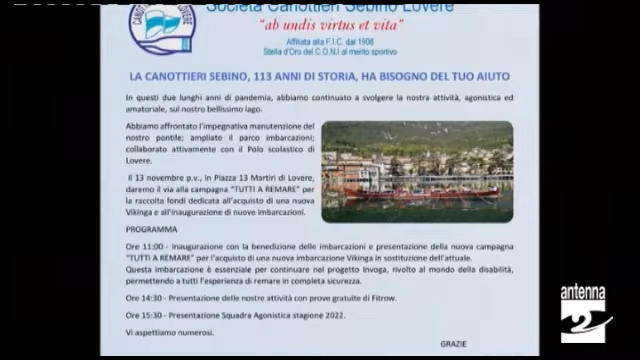 Società Canottieri Sebino Lovere
"ab undis virtus et vita"
Affiliata alla F.I.C. dal 1908
Stella d'Oro del C.O.N.I al merito sportivo
LA CANOTTIERI SEBINO, 113 ANNI DI STORIA, HA BISOGNO DEL TUO AIUTO
In questi due lunghi anni di pandemia, abbiamo continuato a svolgere la nostra attività, agonistica ed
amatoriale, sul nostro bellissimo lago.
Abbiamo affrontato l'impegnativa manutenzione del
nostro pontile; ampliato il parco imbarcazioni;
collaborato attivamente con il Polo scolastico di
Lovere.
Il 13 novembre p.v., in Piazza 13 Martiri di Lovere,
daremo il via alla campagna "TUTTI A REMARE" per
la raccolta fondi dedicata all'acquisto di una nuova
Vikinga e all'inaugurazione di nuove imbarcazioni.
PROGRAMMA
Ore 11:00 - Inaugurazione con la benedizione delle imbarcazioni e presentazione della nuova campagna
"TUTTI A REMARE" per l'acquisto di una nuova imbarcazione Vikinga in sostituzione dell'attuale.
Questa imbarcazione è essenziale per continuare nel progetto Invoga, rivolto al mondo della disabilità,
permettendo a tutti l'esperienza di remare in completa sicurezza.
Ore 14:30 - Presentazione delle nostre attività con prove gratuite di Fitrow.
Ore 15:30 - Presentazione Squadra Agonistica stagione 2022.
Vi aspettiamo numerosi.
GRAZIE
antenna
2